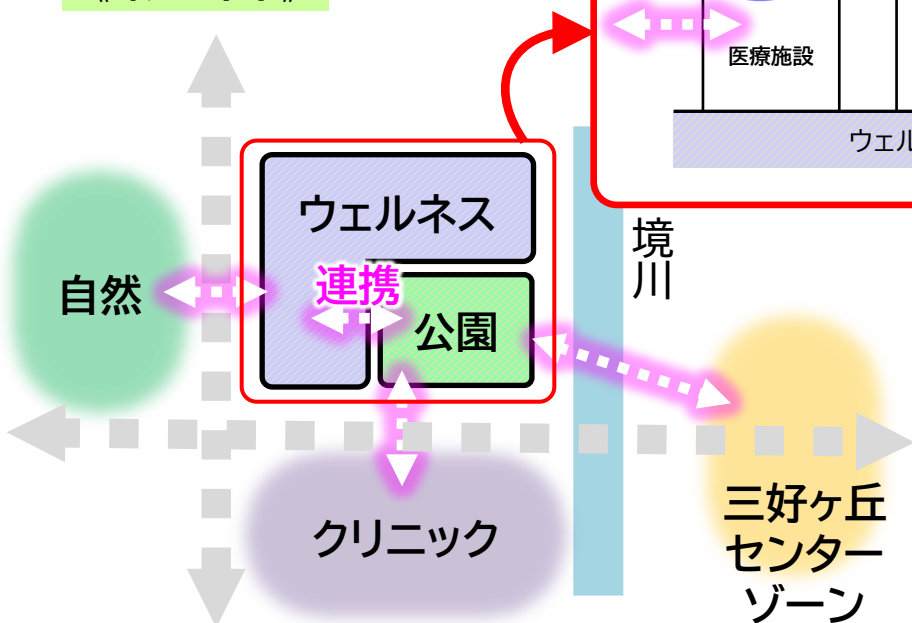 医療施設
ウェル
ウェルネス
境川
自然
連携
公園
クリニック
三好ヶ丘
センター
ゾーン